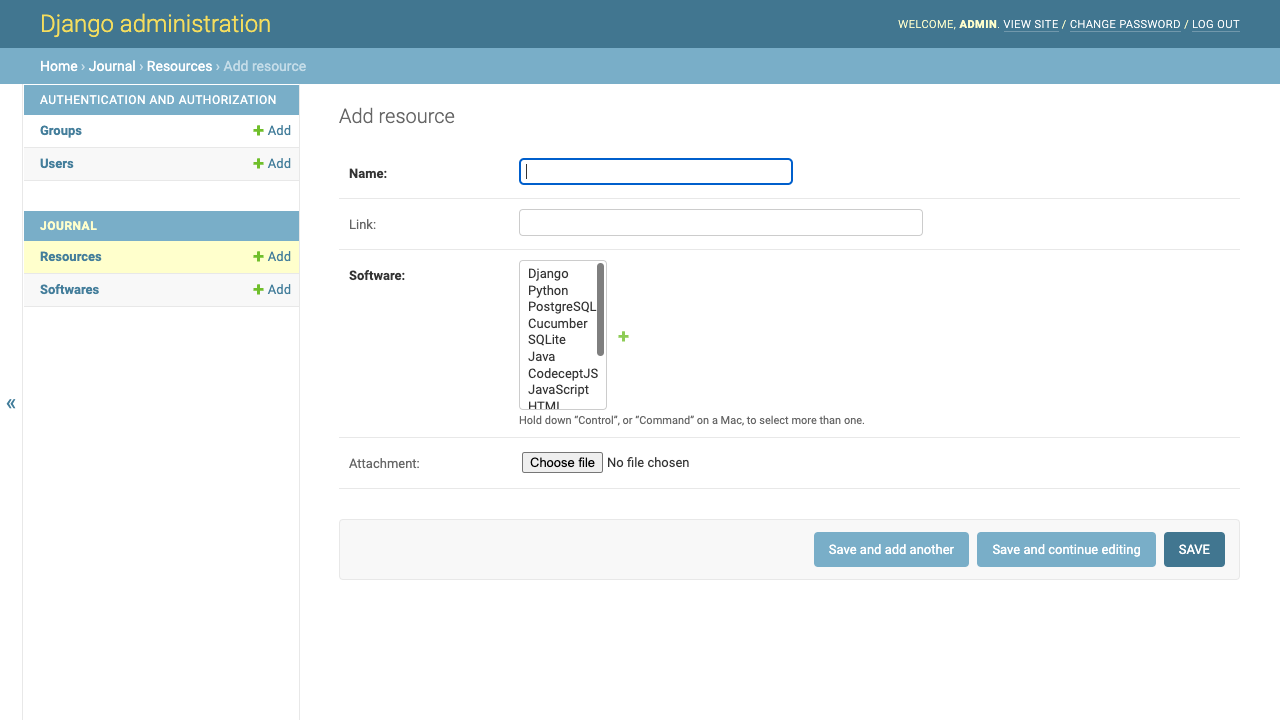 Django administration
WELCOME, ADMIN. VIEW SITE / CHANGE PASSWORD / LOG OUT
Home › Journal › Resources › Add resource
AUTHENTICATION AND AUTHORIZATION
Groups
Add
Users
Add
JOURNAL
Resources
Add
Softwares
Add
«
Add resource
Name:
Link:
Software:
Django
Python
PostgreSQL
Cucumber
SQLite
Java
CodeceptJS
JavaScript
HTML
Hold down “Control”, or “Command” on a Mac, to select more than one.
Attachment:
Choose file No file chosen
Save and add another
Save and continue editing
SAVE